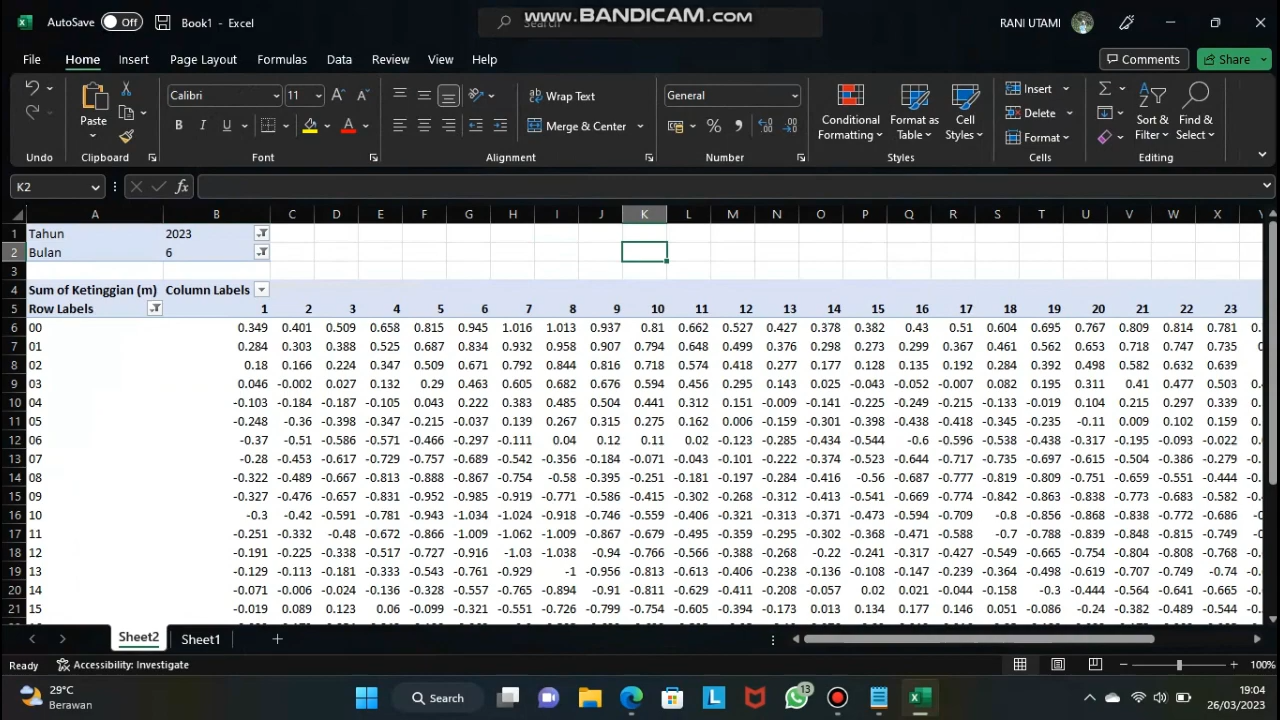 www.BANDICAM.com
AutoSave Off Book1 - Excel Search RANI UTAMI
File Home Insert Page Layout Formulas Data Review View Help Comments Share
Calibri 11 Wrap Text General Insert
Paste Conditional Format as Cell Delete Sort & Find &
B I U Merge & Center Formatting Table Styles Format Filter Select
Undo Clipboard Font Alignment Number Styles Cells Editing
K2 fx
A B C D E F G H I J K L M N O P Q R S T U V W X Y
1 Tahun 2023
2 Bulan 6
3
4 Sum of Ketinggian (m) Column Labels
5 Row Labels 1 2 3 4 5 6 7 8 9 10 11 12 13 14 15 16 17 18 19 20 21 22 23
6 00 0.349 0.401 0.509 0.658 0.815 0.945 1.016 1.013 0.937 0.81 0.662 0.527 0.427 0.378 0.382 0.43 0.51 0.604 0.695 0.767 0.809 0.814 0.781 0.
7 01 0.284 0.303 0.388 0.525 0.687 0.834 0.932 0.958 0.907 0.794 0.648 0.499 0.376 0.298 0.273 0.299 0.367 0.461 0.562 0.653 0.718 0.747 0.735
8 02 0.18 0.166 0.224 0.347 0.509 0.671 0.792 0.844 0.816 0.718 0.574 0.418 0.277 0.177 0.128 0.135 0.192 0.284 0.392 0.498 0.582 0.632 0.639
9 03 0.046 -0.002 0.027 0.132 0.29 0.463 0.605 0.682 0.676 0.594 0.456 0.295 0.143 0.025 -0.043 -0.052 -0.007 0.082 0.195 0.311 0.41 0.477 0.503 0.
10 04 -0.103 -0.184 -0.187 -0.105 0.043 0.222 0.383 0.485 0.504 0.441 0.312 0.151 -0.009 -0.141 -0.225 -0.249 -0.215 -0.133 -0.019 0.104 0.215 0.297 0.339 0.
11 05 -0.248 -0.36 -0.398 -0.347 -0.215 -0.037 0.139 0.267 0.315 0.275 0.162 0.006 -0.159 -0.301 -0.398 -0.438 -0.418 -0.345 -0.235 -0.11 0.009 0.102 0.159 0.
12 06 -0.37 -0.51 -0.586 -0.571 -0.466 -0.297 -0.111 0.04 0.12 0.11 0.02 -0.123 -0.285 -0.434 -0.544 -0.6 -0.596 -0.538 -0.438 -0.317 -0.195 -0.093 -0.022 0.
13 07 -0.28 -0.453 -0.617 -0.729 -0.757 -0.689 -0.542 -0.356 -0.184 -0.071 -0.043 -0.101 -0.222 -0.374 -0.523 -0.644 -0.717 -0.735 -0.697 -0.615 -0.504 -0.386 -0.279 -0.
14 08 -0.322 -0.489 -0.667 -0.813 -0.888 -0.867 -0.754 -0.58 -0.395 -0.251 -0.181 -0.197 -0.284 -0.416 -0.56 -0.687 -0.777 -0.819 -0.809 -0.751 -0.659 -0.551 -0.444 -0.
15 09 -0.327 -0.476 -0.657 -0.831 -0.952 -0.985 -0.919 -0.771 -0.586 -0.415 -0.302 -0.268 -0.312 -0.413 -0.541 -0.669 -0.774 -0.842 -0.863 -0.838 -0.773 -0.683 -0.582 -0.
16 10 -0.3 -0.42 -0.591 -0.781 -0.943 -1.034 -1.024 -0.918 -0.746 -0.559 -0.406 -0.321 -0.313 -0.371 -0.473 -0.594 -0.709 -0.8 -0.856 -0.868 -0.838 -0.772 -0.686 -0.
17 11 -0.251 -0.332 -0.48 -0.672 -0.866 -1.009 -1.062 -1.009 -0.867 -0.679 -0.495 -0.359 -0.295 -0.302 -0.368 -0.471 -0.588 -0.7 -0.788 -0.839 -0.848 -0.815 -0.749 -0.
18 12 -0.191 -0.225 -0.338 -0.517 -0.727 -0.916 -1.03 -1.038 -0.94 -0.766 -0.566 -0.388 -0.268 -0.22 -0.241 -0.317 -0.427 -0.549 -0.665 -0.754 -0.804 -0.808 -0.768 -0.
19 13 -0.129 -0.113 -0.181 -0.333 -0.543 -0.761 -0.929 -1 -0.956 -0.813 -0.613 -0.406 -0.238 -0.136 -0.108 -0.147 -0.239 -0.364 -0.498 -0.619 -0.707 -0.749 -0.74 -0.
20 14 -0.071 -0.006 -0.024 -0.136 -0.328 -0.557 -0.765 -0.894 -0.91 -0.811 -0.629 -0.411 -0.208 -0.057 0.02 0.021 -0.044 -0.158 -0.3 -0.444 -0.564 -0.641 -0.665 -0.
21 15 -0.019 0.089 0.123 0.06 -0.099 -0.321 -0.551 -0.726 -0.799 -0.754 -0.605 -0.394 -0.173 0.013 0.134 0.177 0.146 0.051 -0.086 -0.24 -0.382 -0.489 -0.544 -0.
Sheet2 Sheet1
Ready Accessibility: Investigate 100%
29°C
Berawan
Search
13
19:04
26/03/2023